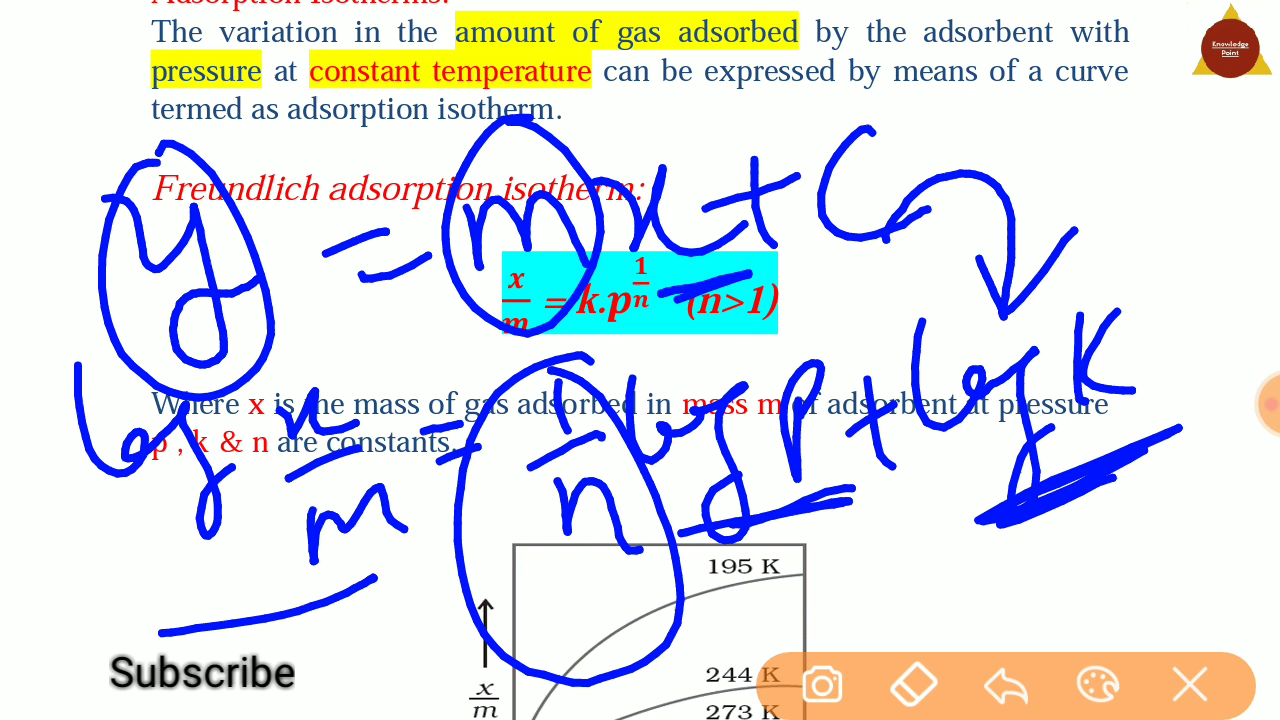 Adsorption Isotherms:
Knowledge
Point
The variation in the amount of gas adsorbed by the adsorbent with
pressure at constant temperature can be expressed by means of a curve
termed as adsorption isotherm.
Freundlich adsorption isotherm:
y = mx + c
x/m = k.p^1/n (n>1)
log x/m = 1/n log p + log k
Where x is the mass of gas adsorbed in mass m of adsorbent at pressure
p , k & n are constants.
195 K
244 K
273 K
x/m
Subscribe